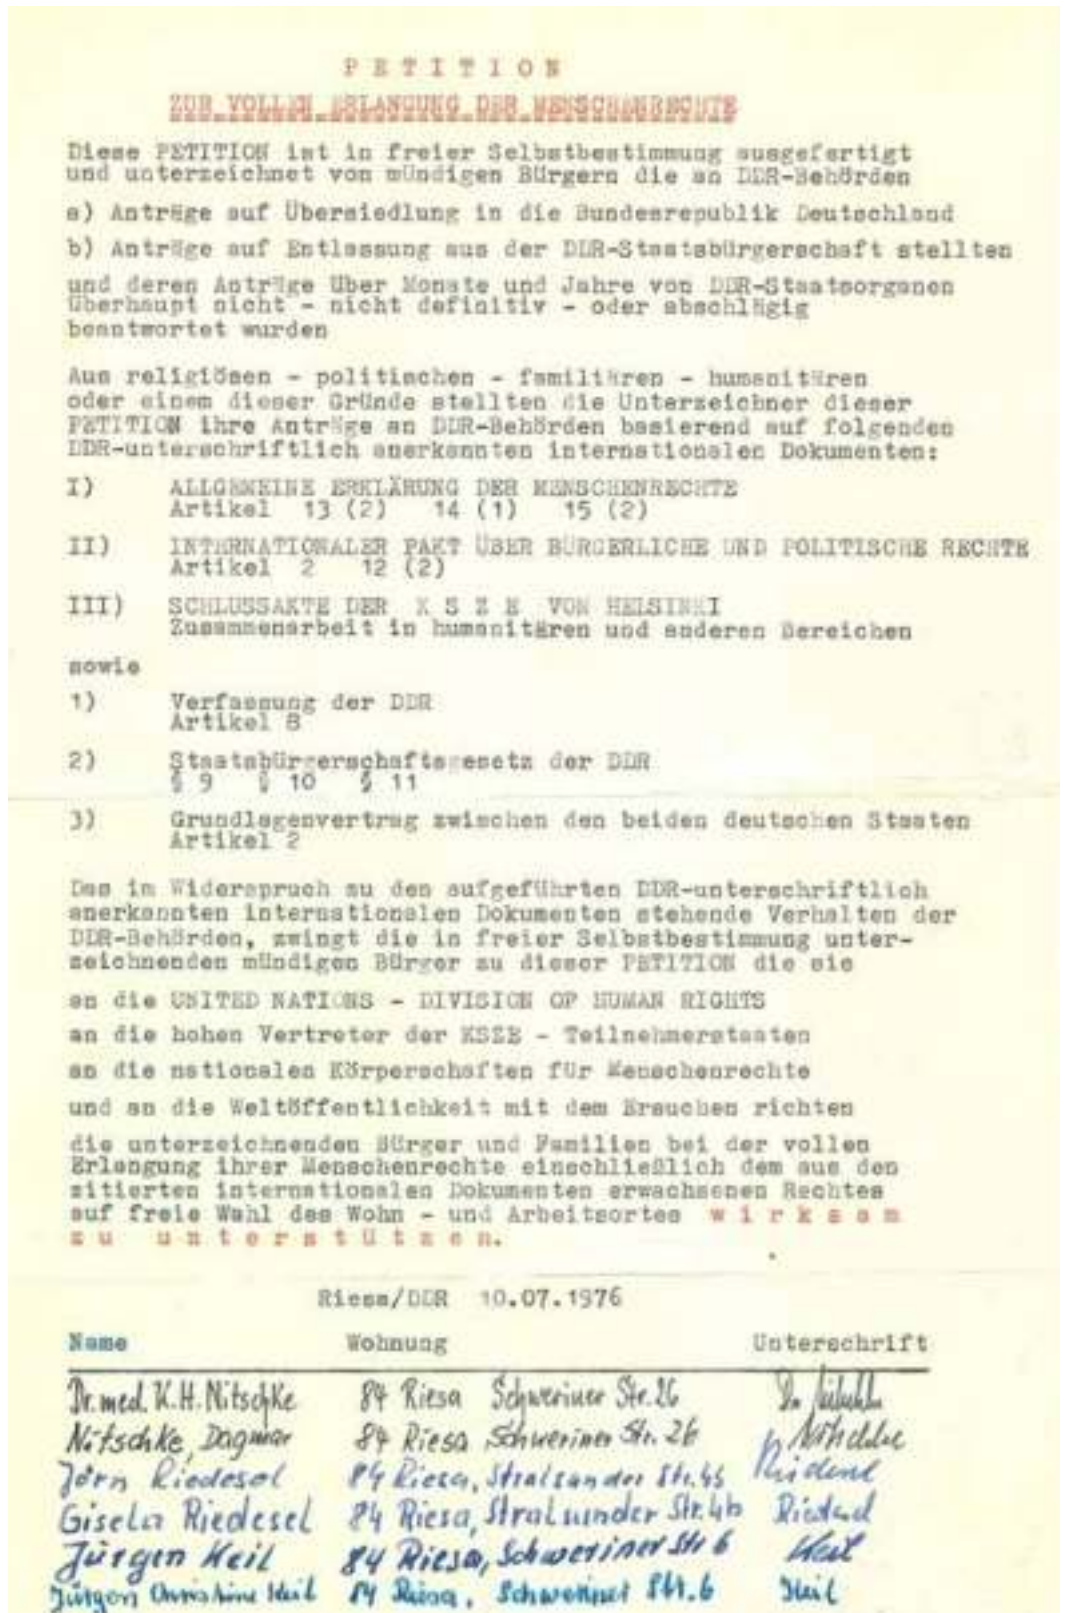 PETITION
ZUR VOLLEN ERLANGUNG DER MENSCHENRECHTE
Diese PETITION ist in freier Selbstbestimmung ausgefertigt
und unterzeichnet von mündigen Bürgern die an DDR-Behörden
a) Anträge auf Übersiedlung in die Bundesrepublik Deutschland
b) Anträge auf Entlassung aus der DDR-Staatsbürgerschaft stellten
und deren Anträge über Monate und Jahre von DDR-Staatsorganen
überhaupt nicht - nicht definitiv - oder abschlägig
beantwortet wurden
Aus religiösen - politischen - familiären - humanitären
oder einem dieser Gründe stellten die Unterzeichner dieser
PETITION ihre Anträge an DDR-Behörden basierend auf folgenden
DDR-unterschriftlich anerkannten internationalen Dokumenten:
I) ALLGEMEINE ERKLÄRUNG DER MENSCHENRECHTE
Artikel 13 (2) 14 (1) 15 (2)
II) INTERNATIONALER PAKT ÜBER BÜRGERLICHE UND POLITISCHE RECHTE
Artikel 2 12 (2)
III) SCHLUSSAKTE DER K S Z E VON HELSINKI
Zusammenarbeit in humanitären und anderen Bereichen
sowie
1) Verfassung der DDR
Artikel 8
2) Staatsbürgerschaftsgesetz der DDR
§ 9 § 10 § 11
3) Grundlagenvertrag zwischen den beiden deutschen Staaten
Artikel 2
Das im Widerspruch zu den aufgeführten DDR-unterschriftlich
anerkannten internationalen Dokumenten stehende Verhalten der
DDR-Behörden, zwingt die in freier Selbstbestimmung unter-
zeichnenden mündigen Bürger zu dieser PETITION die sie
an die UNITED NATIONS - DIVISION OF HUMAN RIGHTS
an die hohen Vertreter der KSZE - Teilnehmerstaaten
an die nationalen Körperschaften für Menschenrechte
und an die Weltöffentlichkeit mit dem Ersuchen richten
die unterzeichnenden Bürger und Familien bei der vollen
Erlangung ihrer Menschenrechte einschließlich dem aus den
zitierten internationalen Dokumenten erwachsenen Rechtes
auf freie Wahl des Wohn - und Arbeitsortes w i r k s a m
z u u n t e r s t ü t z e n.
Riesa/DDR 10.07.1976
Name Wohnung Unterschrift
Dr. med. K.H. Nitschke 84 Riesa Schweriner Str. 26
Nitschke, Dagmar 84 Riesa Schweriner Str. 26
Jörn Riedesel 84 Riesa, Stralsunder Str.
Gisela Riedesel 84 Riesa, Stralsunder Str. Riedesel
Jürgen Keil 84 Riesa, Schweriner Str 6 Keil
Jürgen Christine Keil 84 Riesa, Schweriner Str. 6 Keil